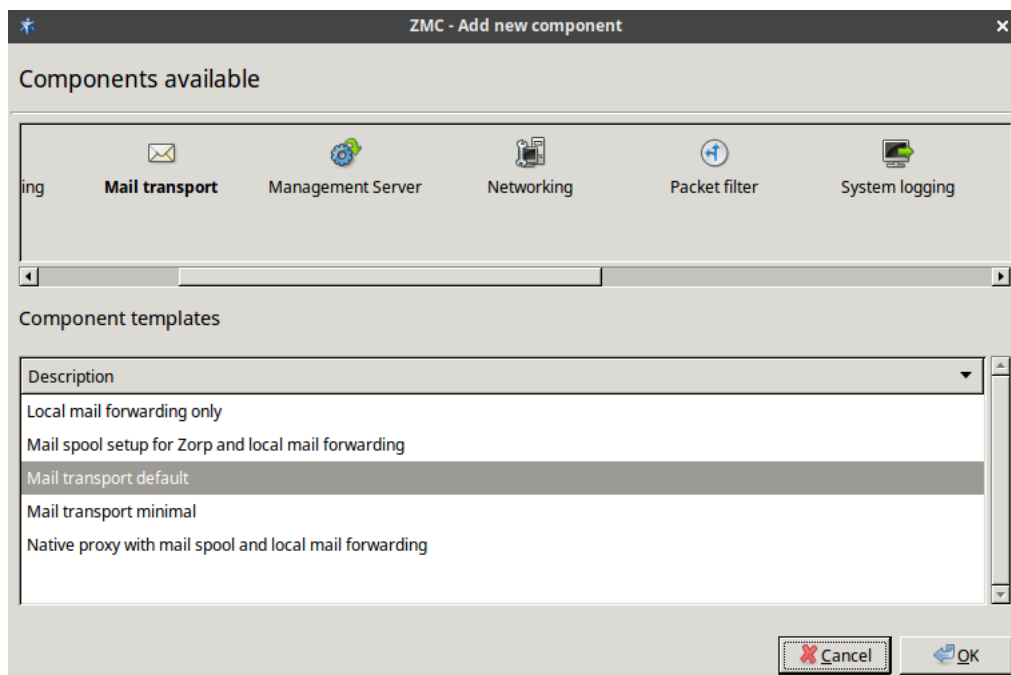 ZMC - Add new component
Components available
ing
Mail transport
Management Server
Networking
Packet filter
System logging
Component templates
Description
Local mail forwarding only
Mail spool setup for Zorp and local mail forwarding
Mail transport default
Mail transport minimal
Native proxy with mail spool and local mail forwarding
Cancel
OK